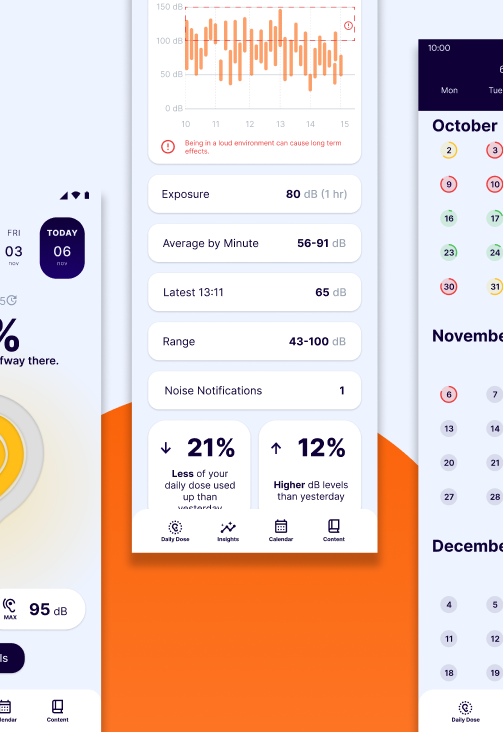 150 dB
100 dB
50 dB
0 dB
10 11 12 13 14 15
Being in a loud environment can cause long term
effects.
Exposure 80 dB (1 hr)
Average by Minute 56-91 dB
Latest 13:11 65 dB
Range 43-100 dB
Noise Notifications 1
21%
Less of your
daily dose used
up than
yesterday
12%
Higher dB levels
than yesterday
Daily Dose Insights Calendar Content
FRI
03
nov
TODAY
06
nov
5
%
fway there.
MAX 95 dB
ls
lendar Content
10:00
6
Mon Tue
October
2 3
9 10
16 17
23 24
30 31
Novembe
6 7
13 14
20 21
27 28
Decembe
4 5
11 12
18 19
Daily Dose